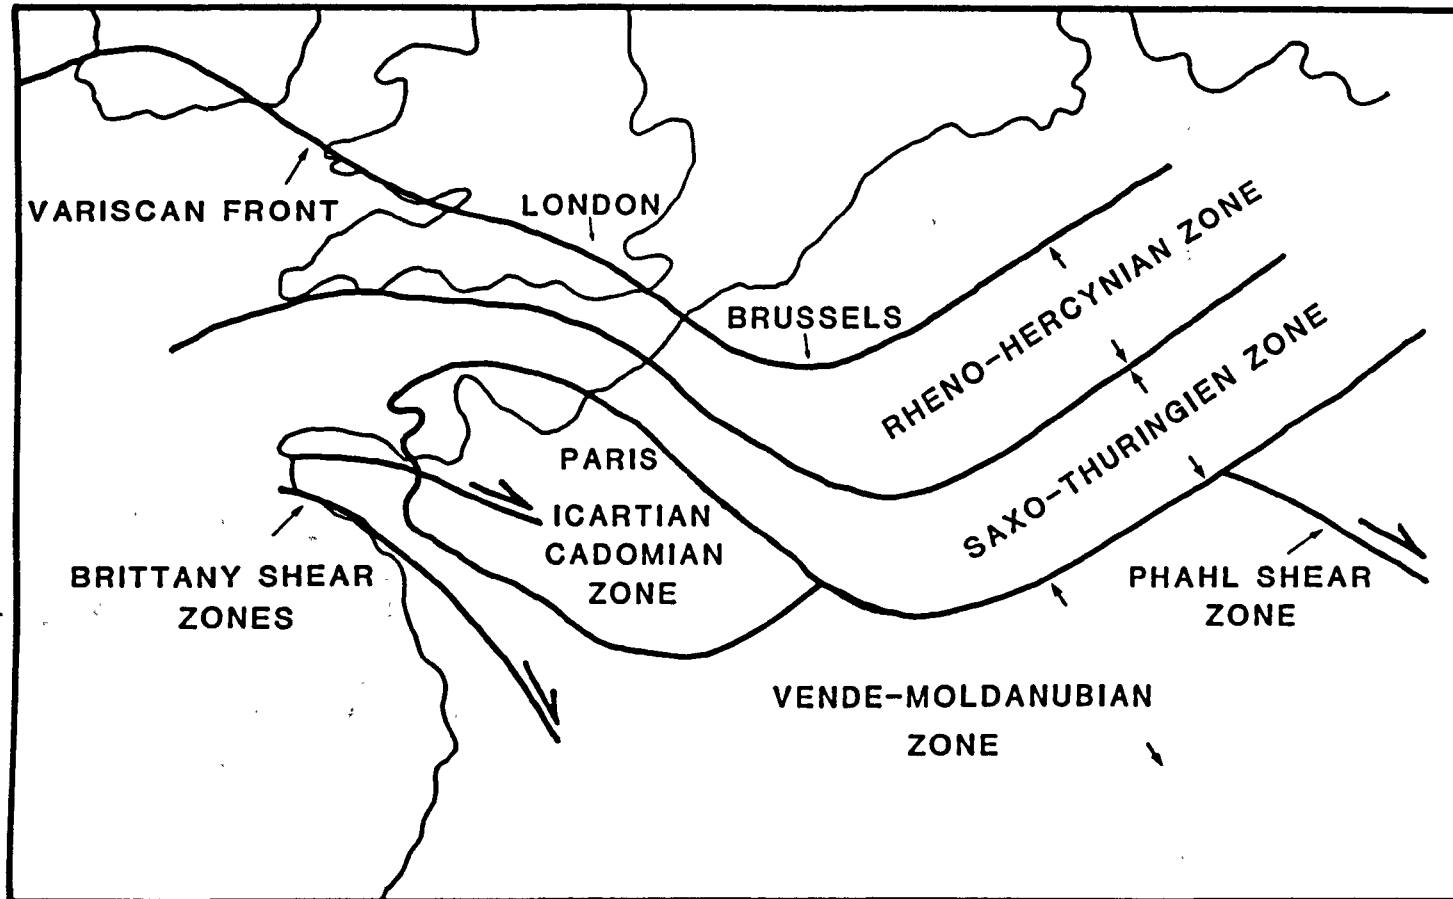 VARISCAN FRONT
LONDON
BRUSSELS
RHENO-HERCYNIAN ZONE
SAXO-THURINGIEN ZONE
PARIS
ICARTIAN
CADOMIAN
ZONE
BRITTANY SHEAR
ZONES
PHAHL SHEAR
ZONE
VENDE-MOLDANUBIAN
ZONE